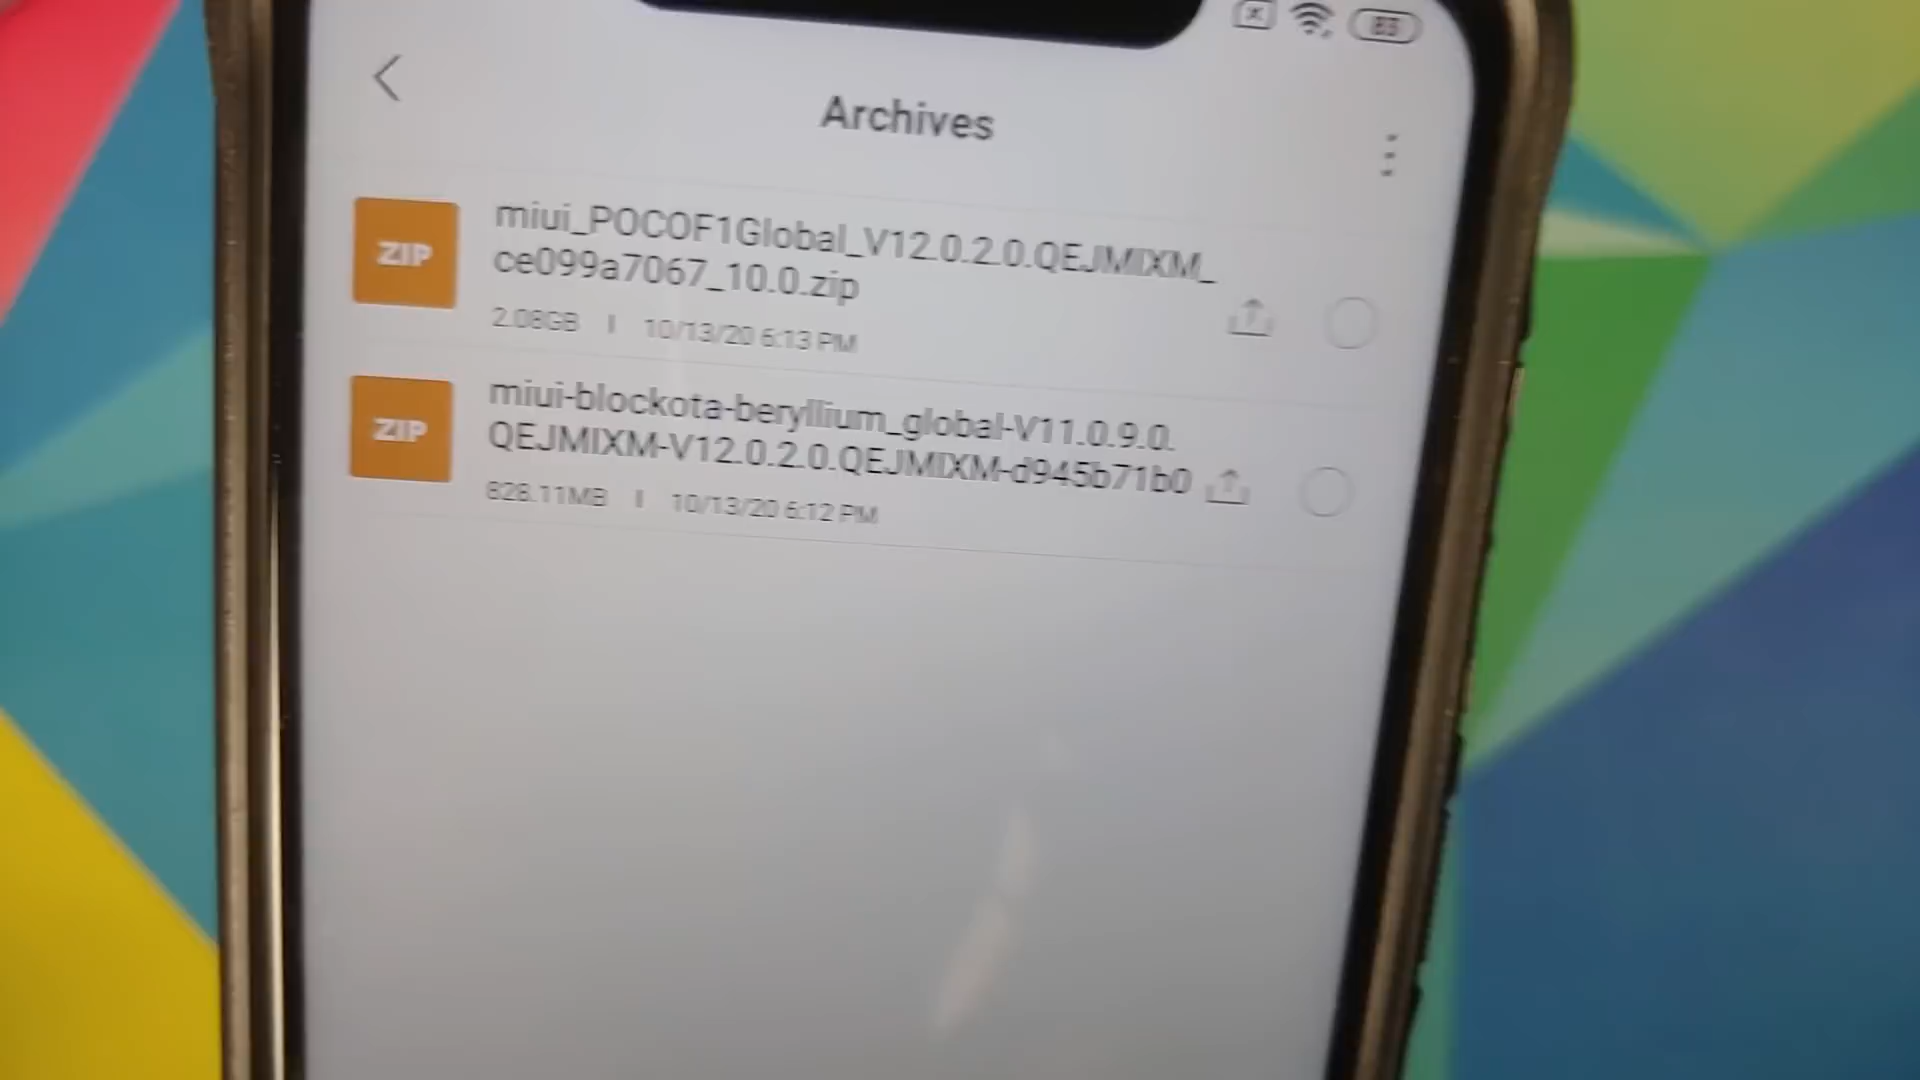 83
Archives
ZIP
miui_POCOF1Global_V12.0.2.0.QEJMIXM_
ce099a7067_10.0.zip
2.08GB | 10/13/20 6:13 PM
ZIP
miui-blockota-beryllium_global-V11.0.9.0.
QEJMIXM-V12.0.2.0.QEJMIXM-d945b71b0
828.11MB | 10/13/20 6:12 PM